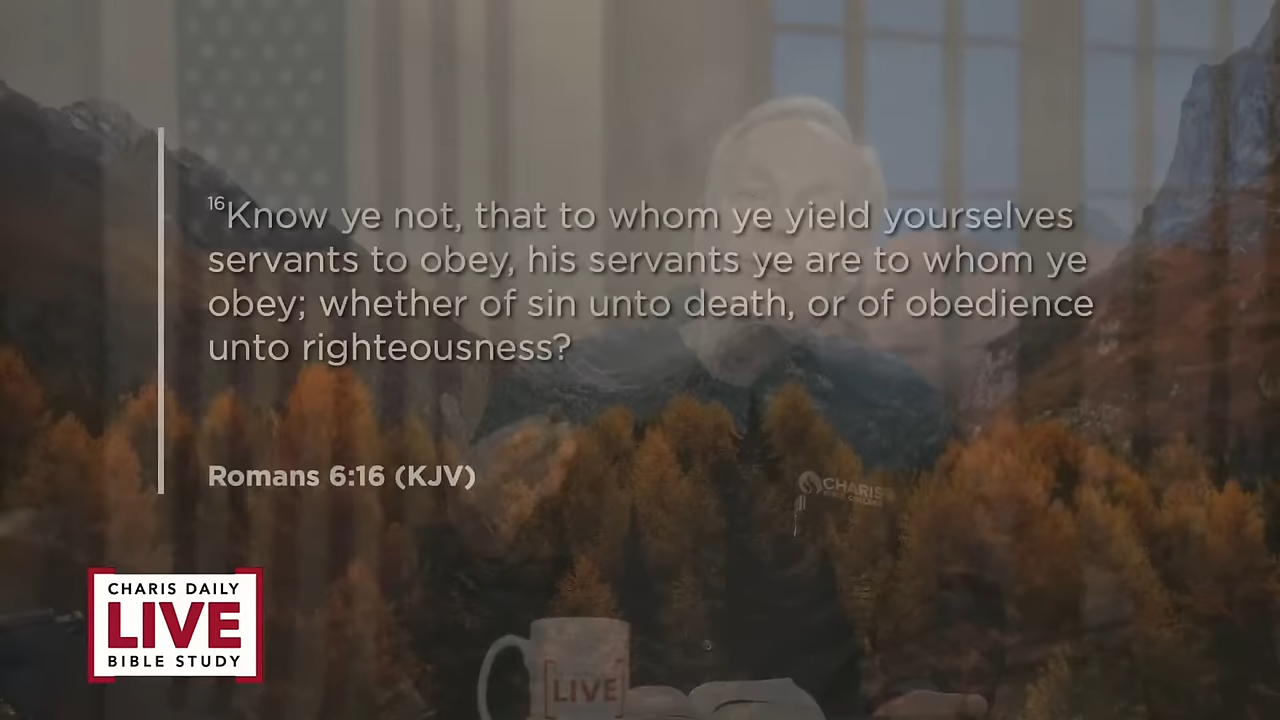 16Know ye not, that to whom ye yield yourselves
servants to obey, his servants ye are to whom ye
obey; whether of sin unto death, or of obedience
unto righteousness?
Romans 6:16 (KJV)
CHARIS
CHARIS DAILY
LIVE
BIBLE STUDY
LIVE